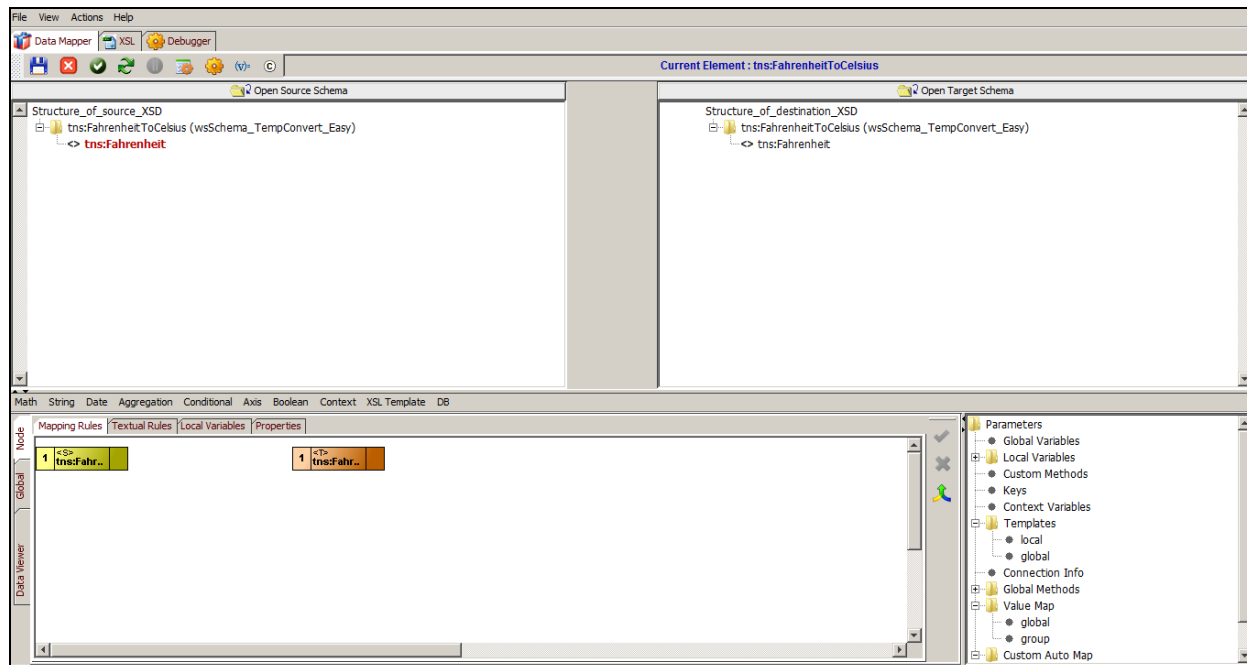 File View Actions Help
Data Mapper XSL Debugger
(v)= © Current Element : tns:FahrenheitToCelsius
Open Source Schema Open Target Schema
Structure_of_source_XSD Structure_of_destination_XSD
tns:FahrenheitToCelsius (wsSchema_TempConvert_Easy) tns:FahrenheitToCelsius (wsSchema_TempConvert_Easy)
<> tns:Fahrenheit <> tns:Fahrenheit
Math String Date Aggregation Conditional Axis Boolean Context XSL Template DB
Node Mapping Rules Textual Rules Local Variables Properties
Global
Data Viewer
1 <S> tns:Fahr.. 1 <T> tns:Fahr..
Parameters
Global Variables
Local Variables
Custom Methods
Keys
Context Variables
Templates
local
global
Connection Info
Global Methods
Value Map
global
group
Custom Auto Map